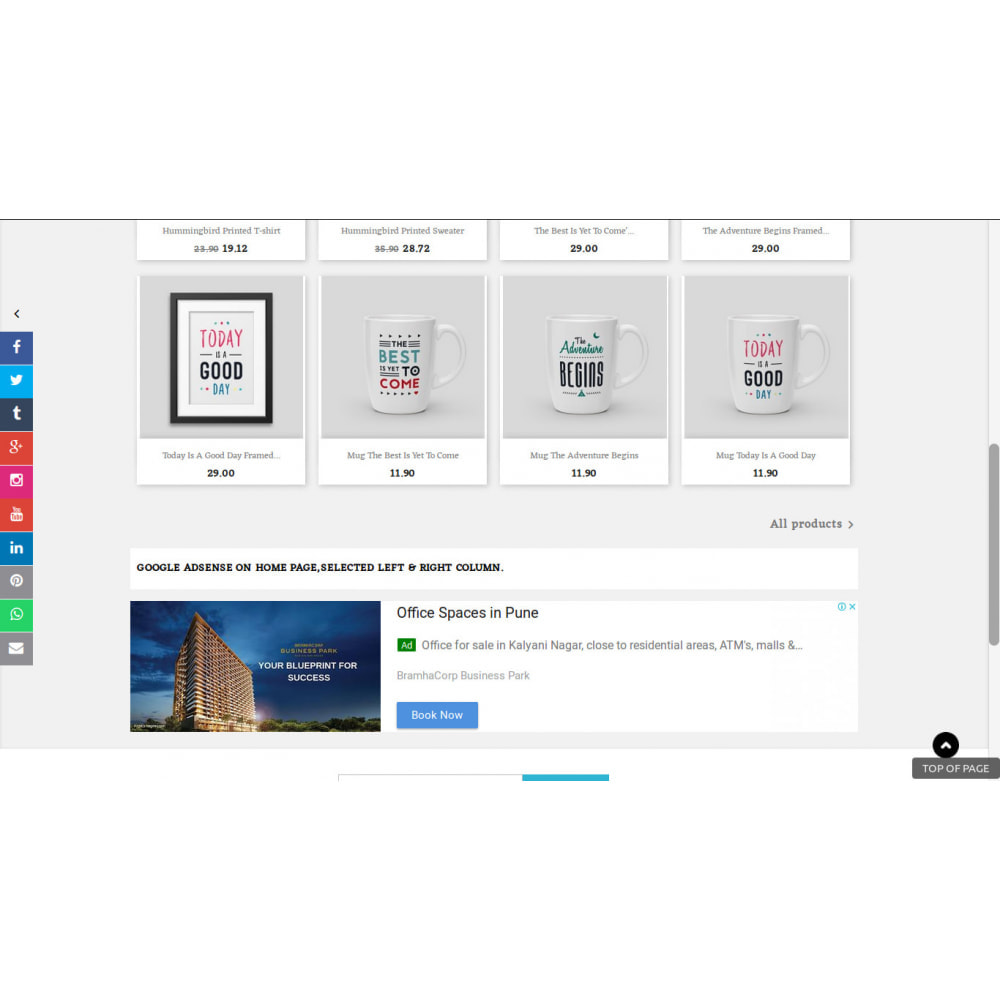 Hummingbird Printed T-shirt
23.90 19.12
Hummingbird Printed Sweater
35.90 28.72
The Best Is Yet To Come'...
29.00
The Adventure Begins Framed...
29.00
TODAY
IS A
GOOD
DAY
Today Is A Good Day Framed...
29.00
THE
BEST
IS YET TO
COME
Mug The Best Is Yet To Come
11.90
The
Adventure
BEGINS
Mug The Adventure Begins
11.90
TODAY
IS A
GOOD
DAY
Mug Today Is A Good Day
11.90
f
t
g+
You
Tube
in
All products >
GOOGLE ADSENSE ON HOME PAGE,SELECTED LEFT & RIGHT COLUMN.
BRAMHACORP
BUSINESS PARK
YOUR BLUEPRINT FOR
SUCCESS
Office Spaces in Pune
Ad Office for sale in Kalyani Nagar, close to residential areas, ATM's, malls &...
BramhaCorp Business Park
Book Now
TOP OF PAGE